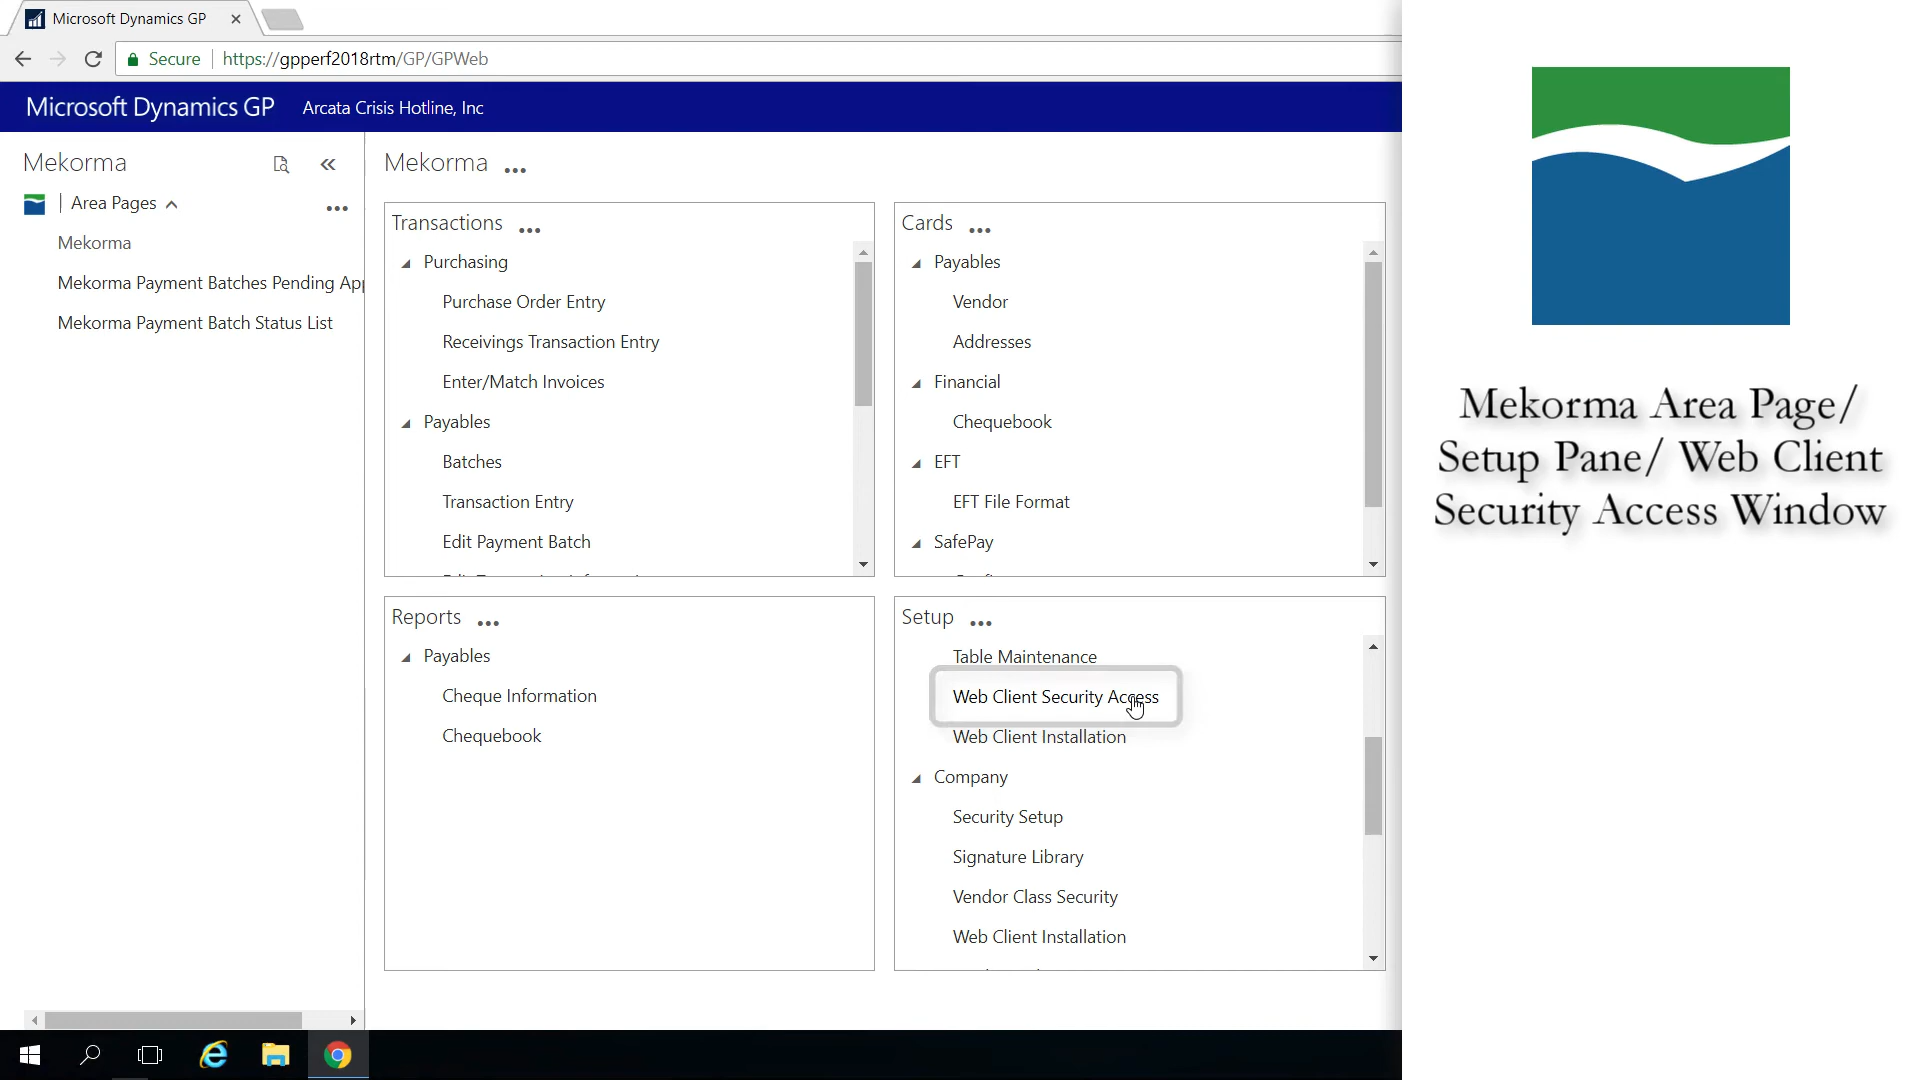 Microsoft Dynamics GP
Secure
https://gpperf2018rtm/GP/GPWeb
Microsoft Dynamics GP
Arcata Crisis Hotline, Inc
Mekorma
Area Pages
Mekorma
Mekorma Payment Batches Pending App
Mekorma Payment Batch Status List
Mekorma
Transactions
Purchasing
Purchase Order Entry
Receivings Transaction Entry
Enter/Match Invoices
Payables
Batches
Transaction Entry
Edit Payment Batch
Cards
Payables
Vendor
Addresses
Financial
Chequebook
EFT
EFT File Format
SafePay
Reports
Payables
Cheque Information
Chequebook
Setup
Table Maintenance
Web Client Security Access
Web Client Installation
Company
Security Setup
Signature Library
Vendor Class Security
Web Client Installation
Mekorma Area Page/
Setup Pane/ Web Client
Security Access Window